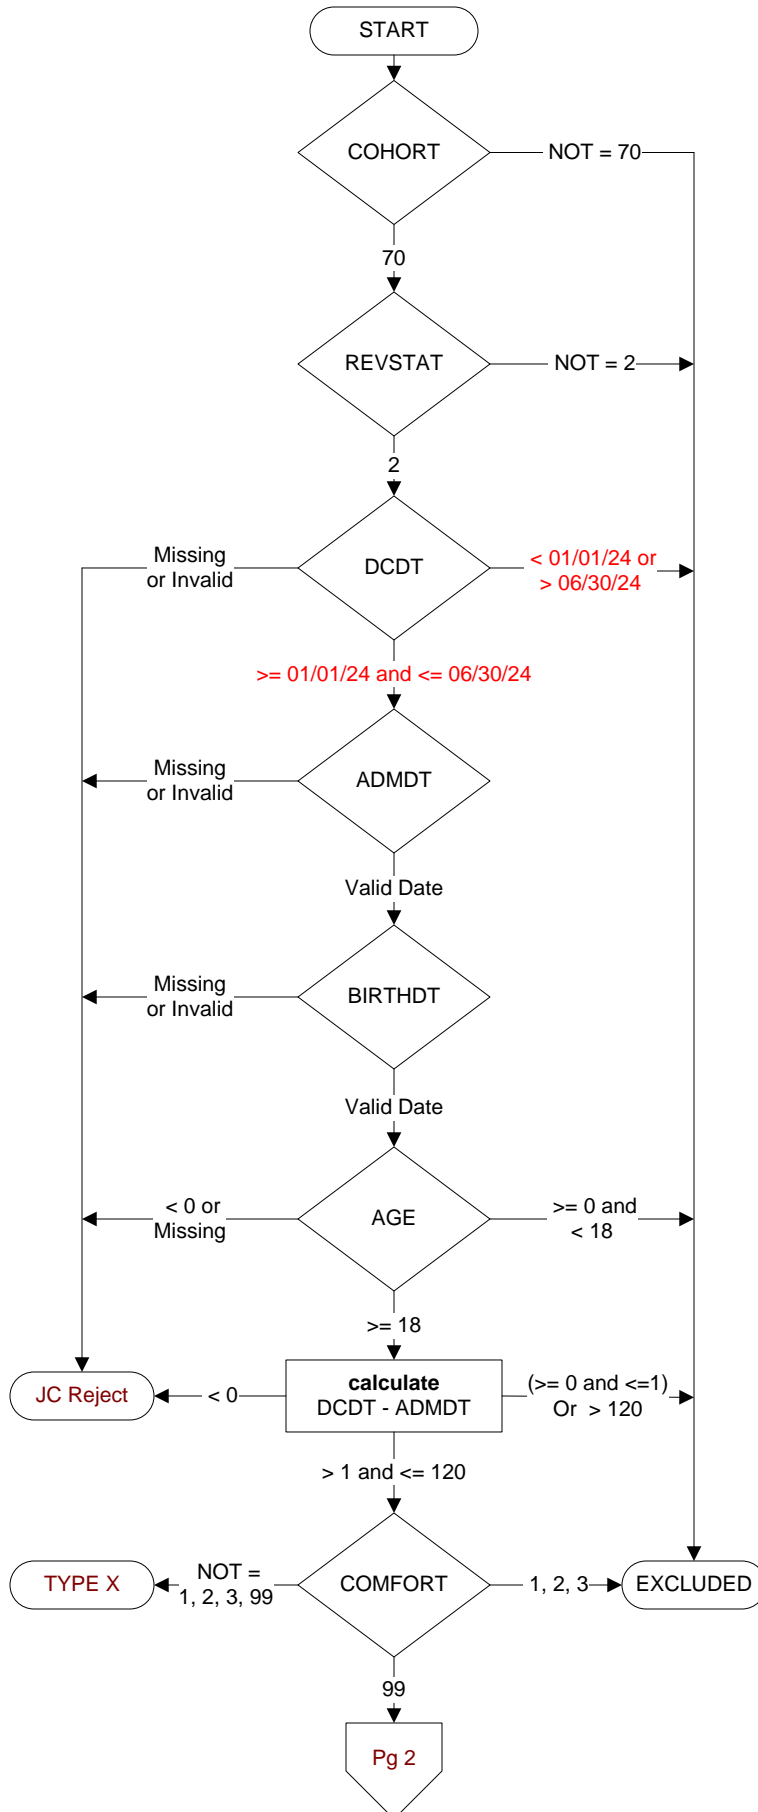 START
COHORT
NOT = 70
70
REVSTAT
NOT = 2
2
Missing
or Invalid
DCDT
< 01/01/24 or
> 06/30/24
>= 01/01/24 and <= 06/30/24
Missing
or Invalid
ADMDT
Valid Date
Missing
or Invalid
BIRTHDT
Valid Date
< 0 or
Missing
AGE
>= 0 and
< 18
>= 18
JC Reject
< 0
calculate
DCDT - ADMDT
(>= 0 and <=1)
Or > 120
> 1 and <= 120
TYPE X
NOT =
1, 2, 3, 99
COMFORT
1, 2, 3
EXCLUDED
99
Pg 2